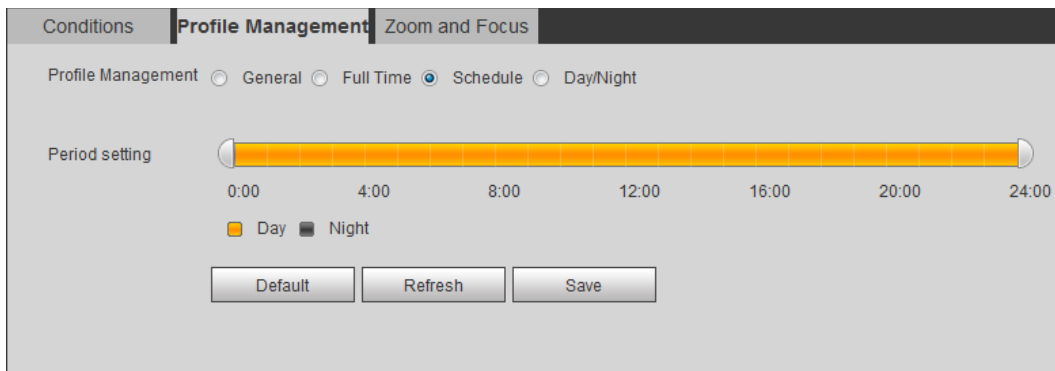 Conditions Profile Management Zoom and Focus
Profile Management General Full Time Schedule Day/Night
Period setting
0:00 4:00 8:00 12:00 16:00 20:00 24:00
Day Night
Default Refresh Save